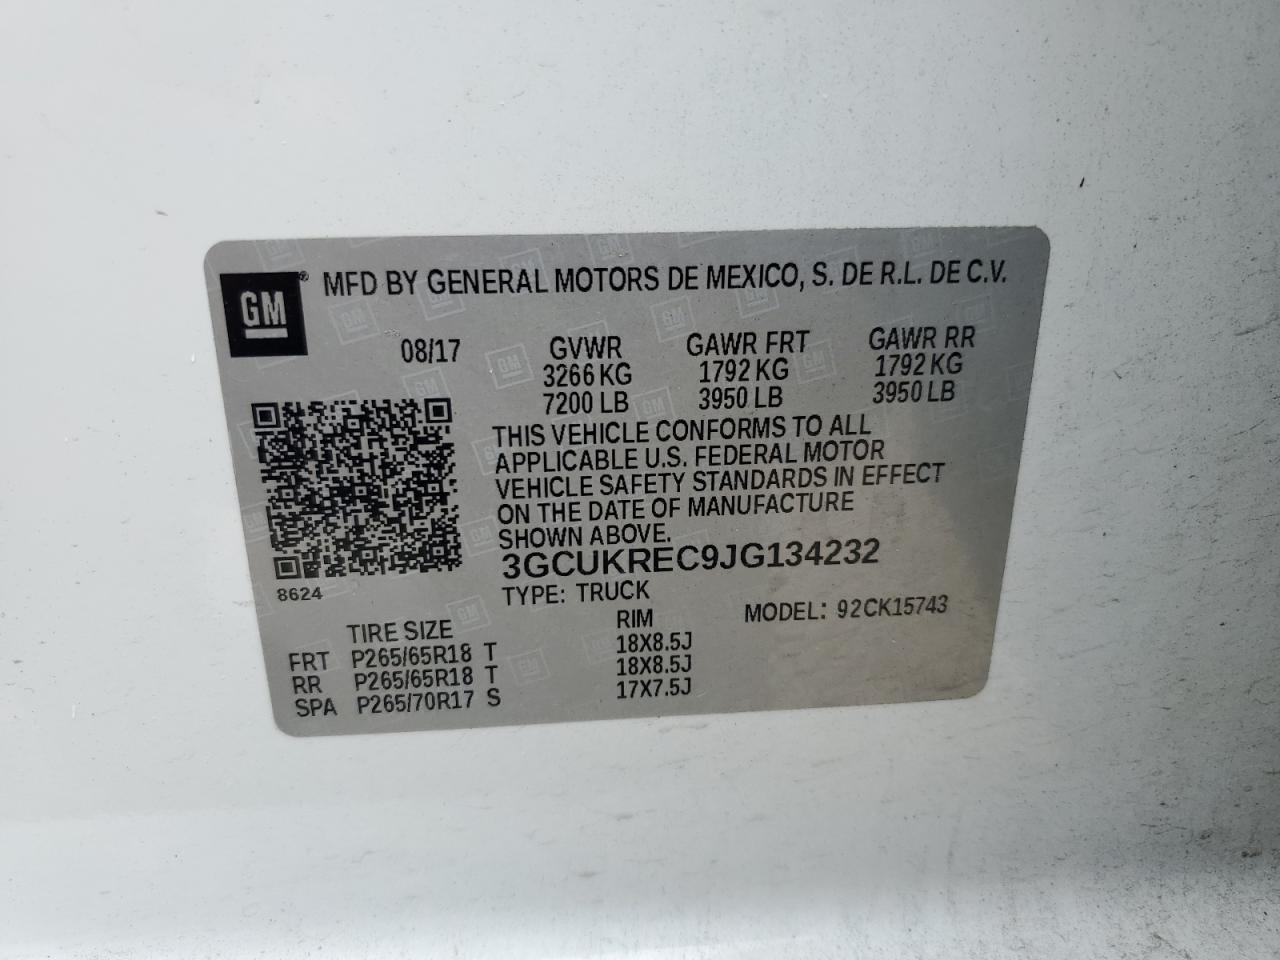 GM ® MFD BY GENERAL MOTORS DE MEXICO, S. DE R.L. DE C.V.
08/17 GVWR GAWR FRT GAWR RR
3266 KG 1792 KG 1792 KG
7200 LB 3950 LB 3950 LB
THIS VEHICLE CONFORMS TO ALL
APPLICABLE U.S. FEDERAL MOTOR
VEHICLE SAFETY STANDARDS IN EFFECT
ON THE DATE OF MANUFACTURE
SHOWN ABOVE.
3GCUKREC9JG134232
8624 TYPE: TRUCK MODEL: 92CK15743
TIRE SIZE RIM
FRT P265/65R18 T 18X8.5J
RR P265/65R18 T 18X8.5J
SPA P265/70R17 S 17X7.5J